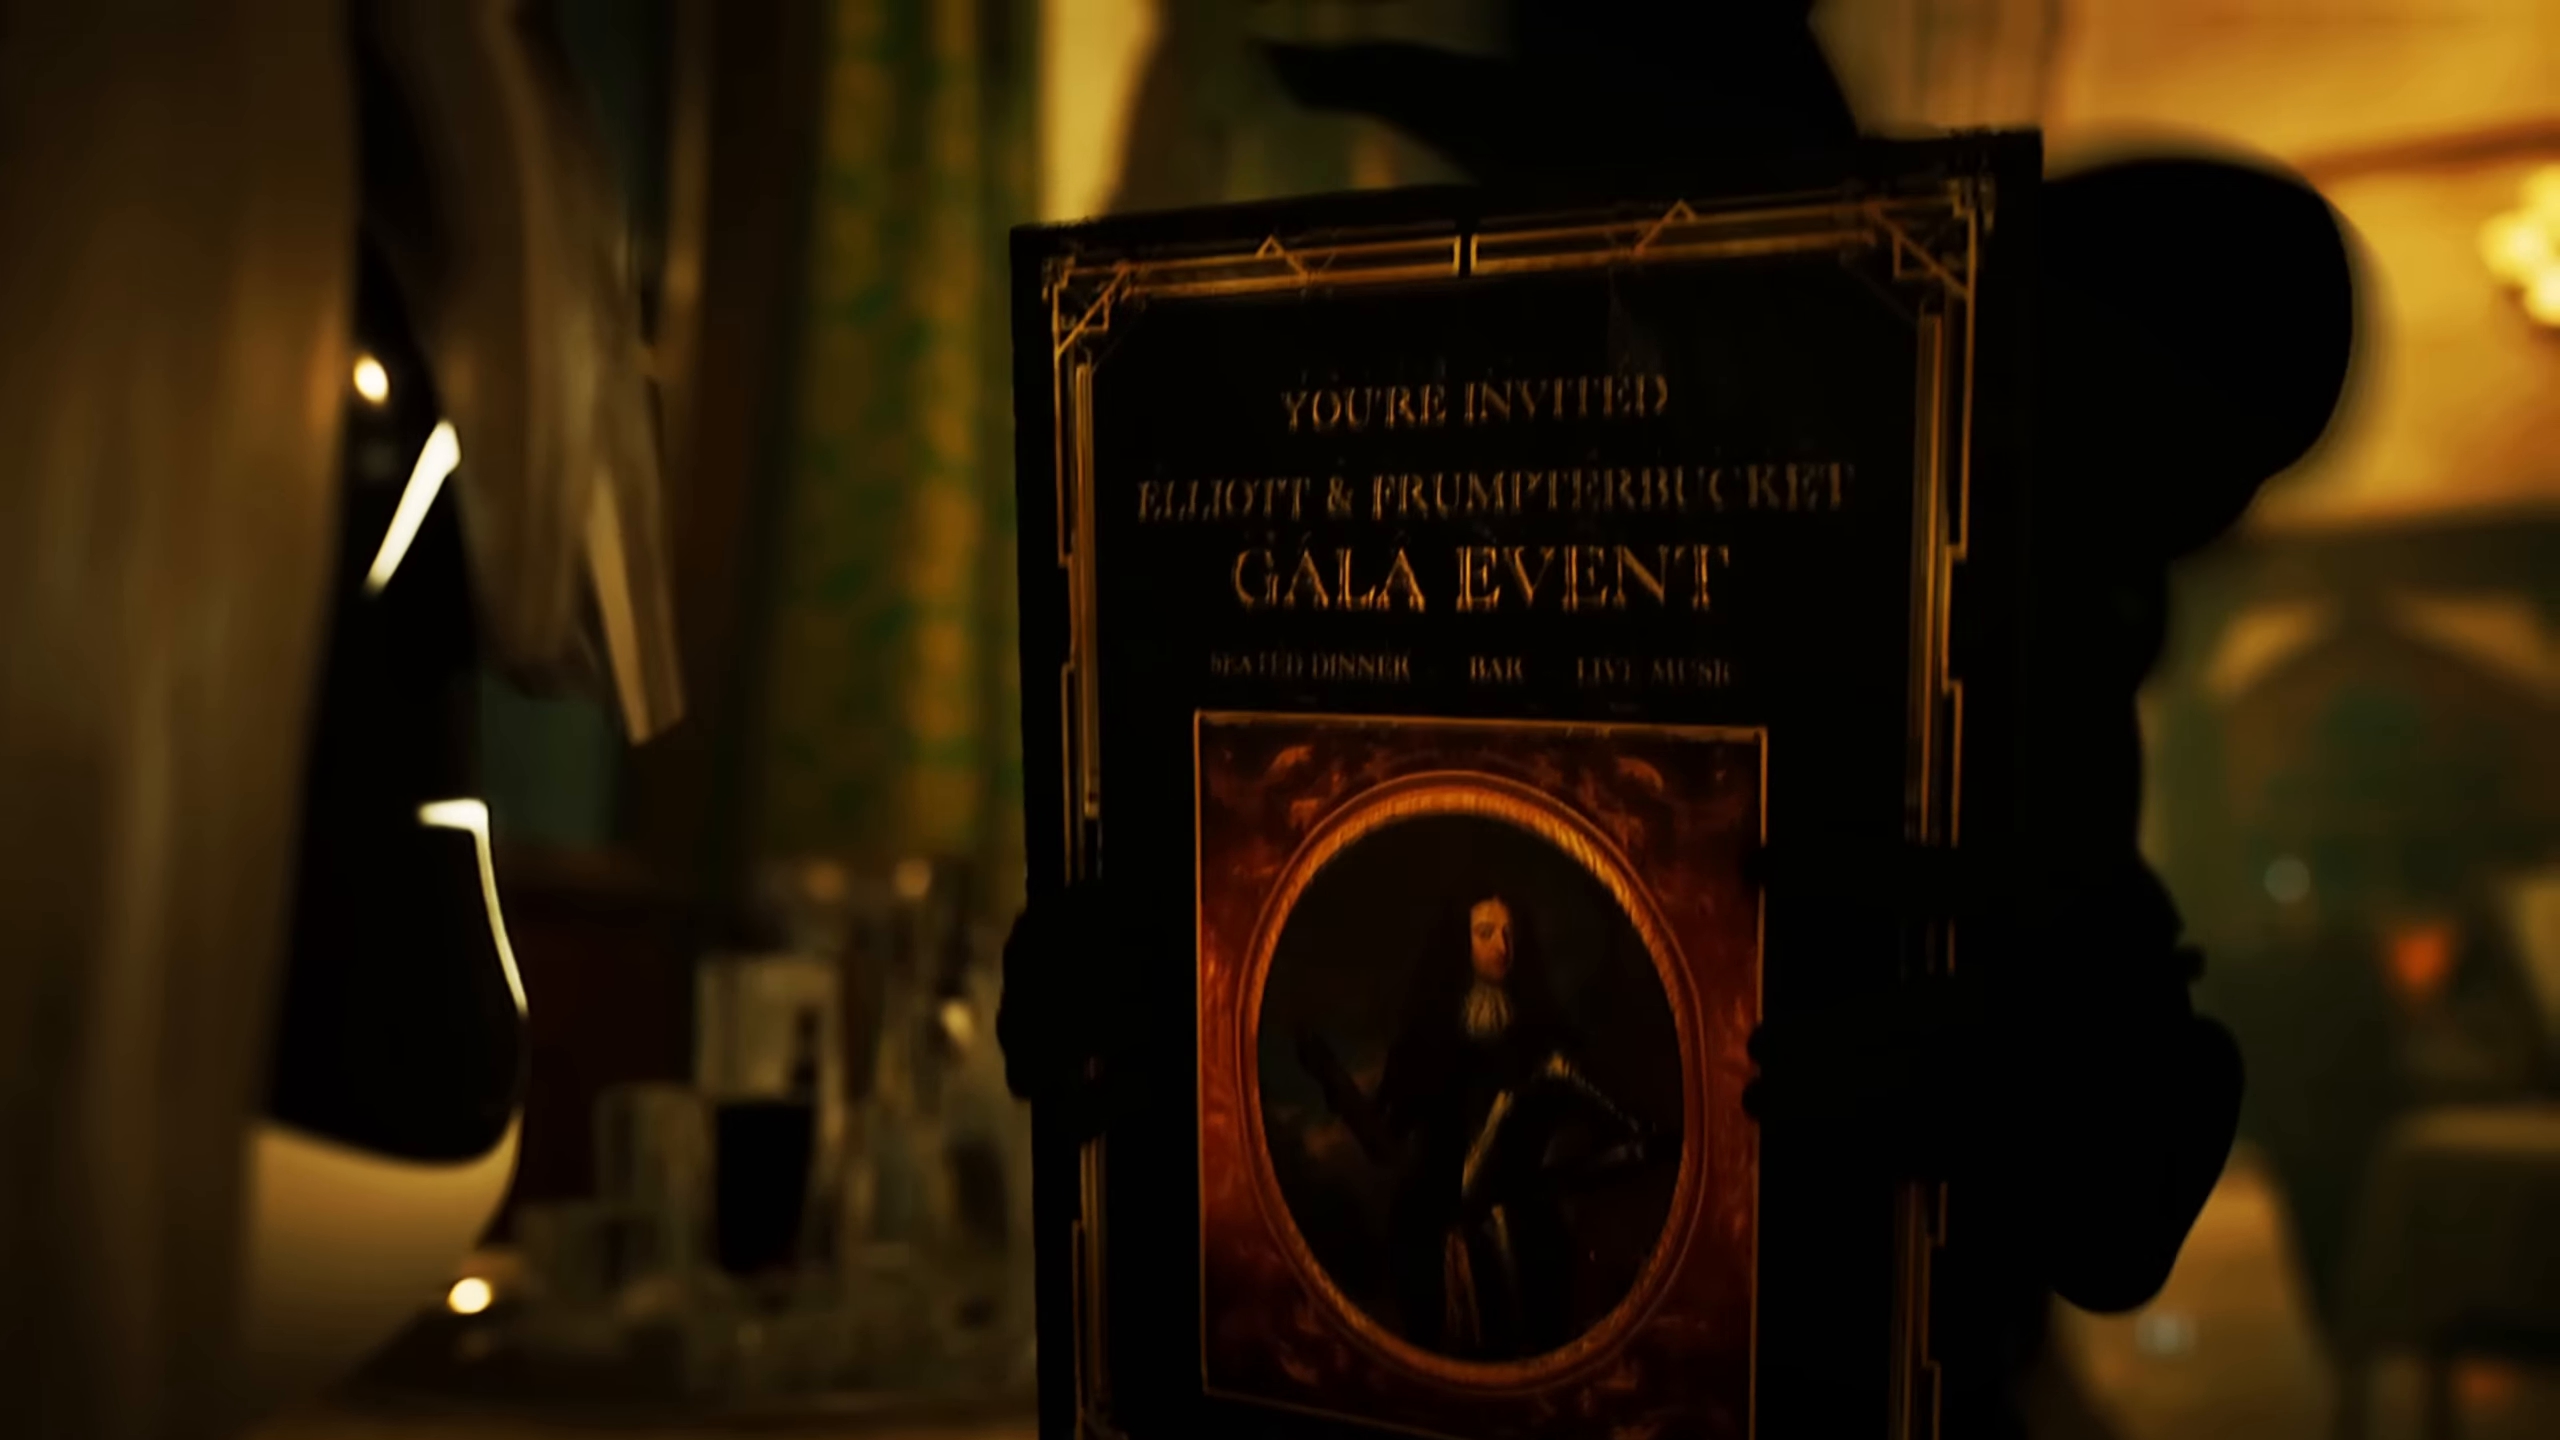 YOU'RE INVITED
ELLIOTT & FRUMPTERBUCKET
GALA EVENT
SEATED DINNER BAR LIVE MUSIC